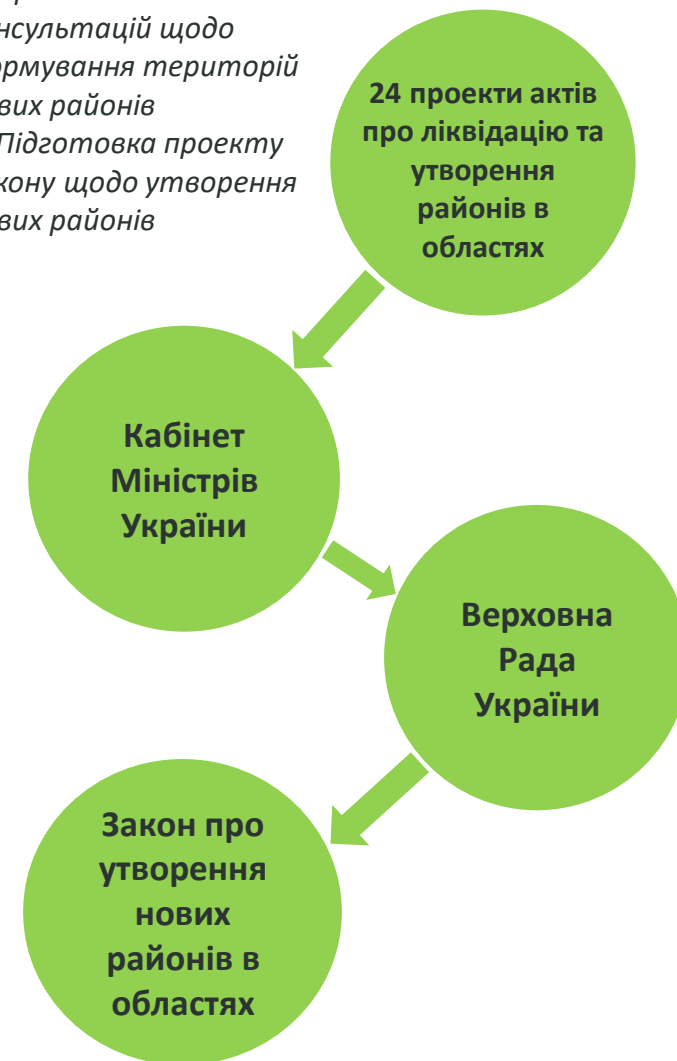 нсультацій щодо
рмування територій
вих районів
Підготовка проекту
кону щодо утворення
вих районів
24 проекти актів
про ліквідацію та
утворення
районів в
областях
Кабінет
Міністрів
України
Верховна
Рада
України
Закон про
утворення
нових
районів в
областях